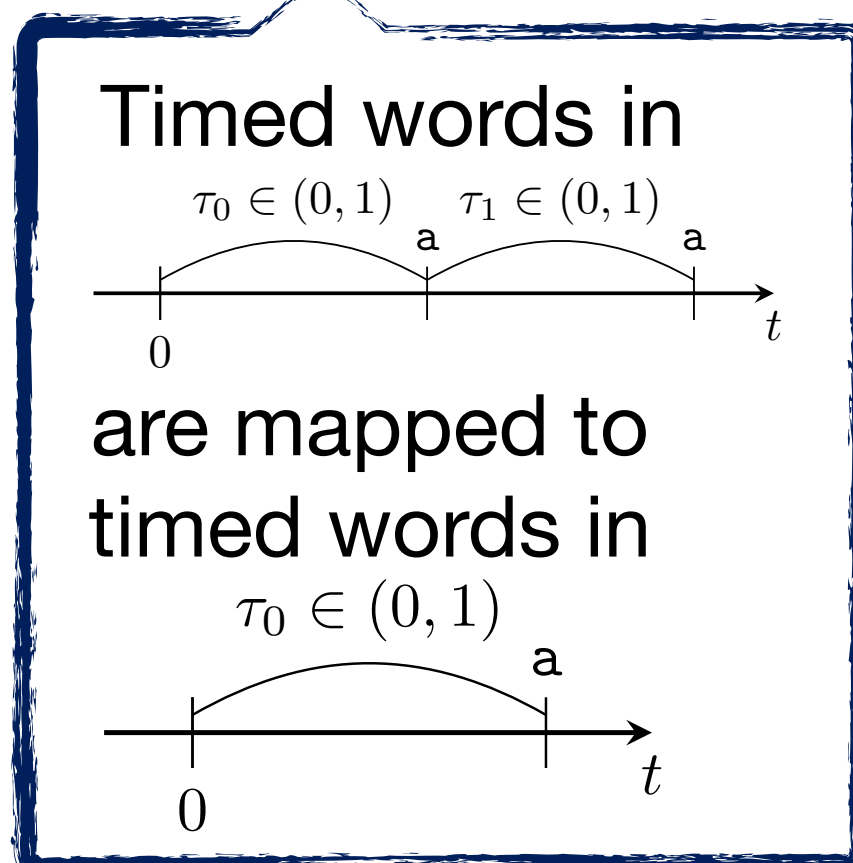 Timed words in
τ₀ ∈ (0, 1) τ₁ ∈ (0, 1)
a a
t
0
are mapped to
timed words in
τ₀ ∈ (0, 1)
a
t
0